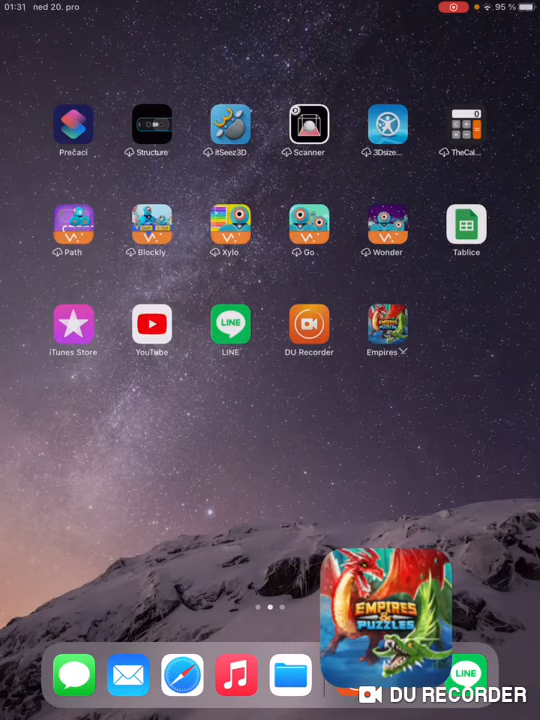 01:31 ned 20. pro 95 %
Prečaci Structure itSeez3D Scanner 3Dsize... TheCal...
Path Blockly Xylo Go Wonder Tablice
iTunes Store YouTube LINE DU Recorder Empires
LINE
EMPIRES
&
PUZZLES
LINE
DU RECORDER